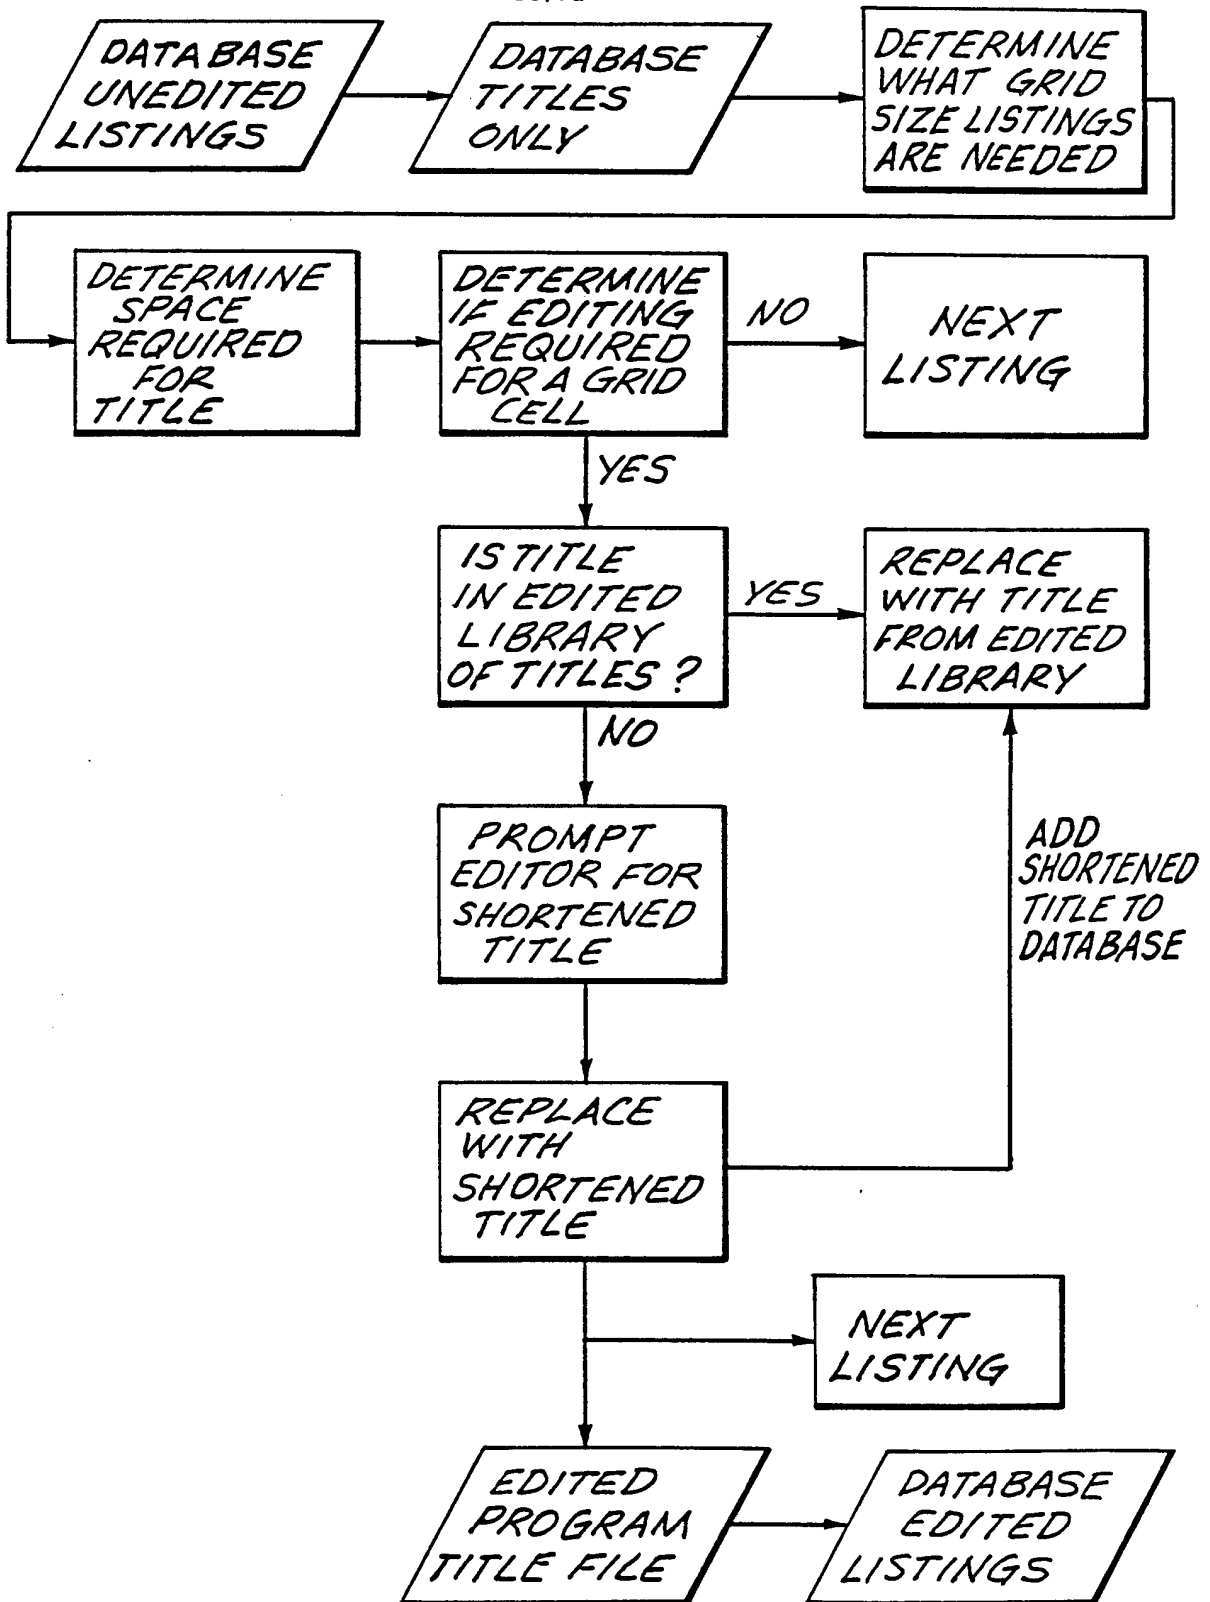 DATABASE
UNEDITED
LISTINGS
DATABASE
TITLES
ONLY
DETERMINE
WHAT GRID
SIZE LISTINGS
ARE NEEDED
DETERMINE
SPACE
REQUIRED
FOR
TITLE
DETERMINE
IF EDITING
REQUIRED
FOR A GRID
CELL
NO
NEXT
LISTING
YES
IS TITLE
IN EDITED
LIBRARY
OF TITLES?
YES
REPLACE
WITH TITLE
FROM EDITED
LIBRARY
NO
PROMPT
EDITOR FOR
SHORTENED
TITLE
ADD
SHORTENED
TITLE TO
DATABASE
REPLACE
WITH
SHORTENED
TITLE
NEXT
LISTING
EDITED
PROGRAM
TITLE FILE
DATABASE
EDITED
LISTINGS